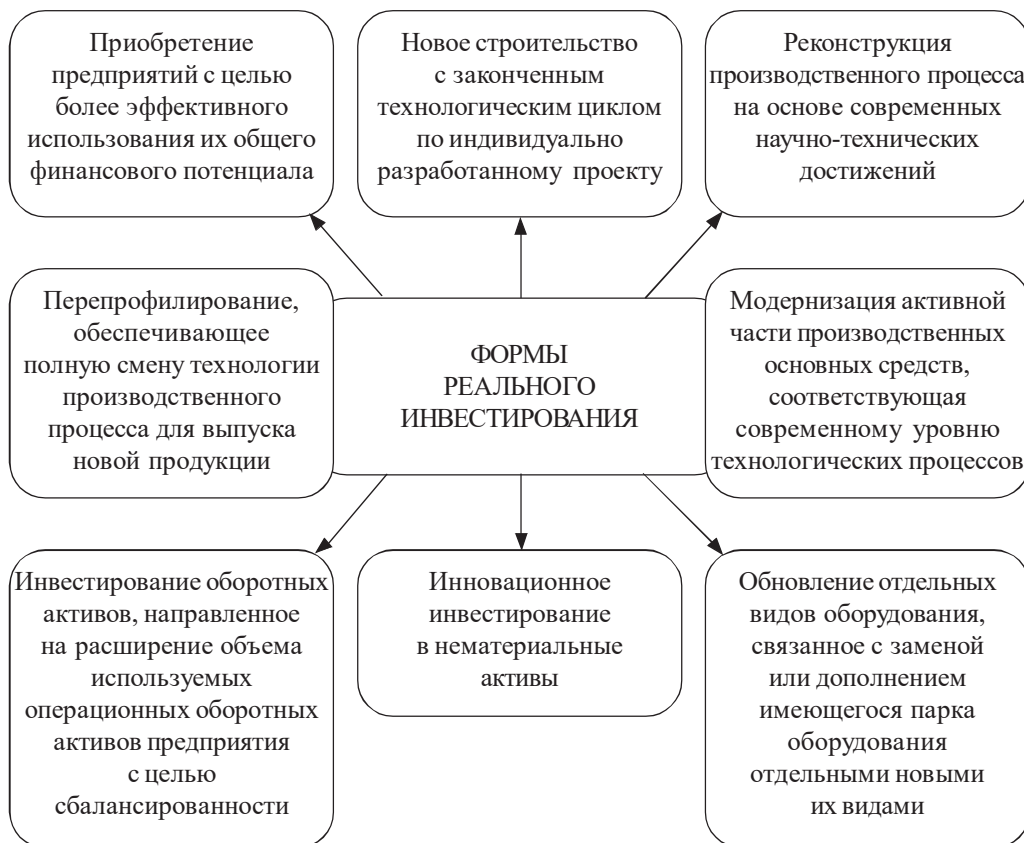 Приобретение
предприятий с целью
более эффективного
использования их общего
финансового потенциала
Новое строительство
с законченным
технологическим циклом
по индивидуально
разработанному проекту
Реконструкция
производственного процесса
на основе современных
научно-технических
достижений
Перепрофилирование,
обеспечивающее
полную смену технологии
производственного
процесса для выпуска
новой продукции
ФОРМЫ
РЕАЛЬНОГО
ИНВЕСТИРОВАНИЯ
Модернизация активной
части производственных
основных средств,
соответствующая
современному уровню
технологических процессов
Инвестирование оборотных
активов, направленное
на расширение объема
используемых
операционных оборотных
активов предприятия
с целью
сбалансированности
Инновационное
инвестирование
в нематериальные
активы
Обновление отдельных
видов оборудования,
связанное с заменой
или дополнением
имеющегося парка
оборудования
отдельными новыми
их видами